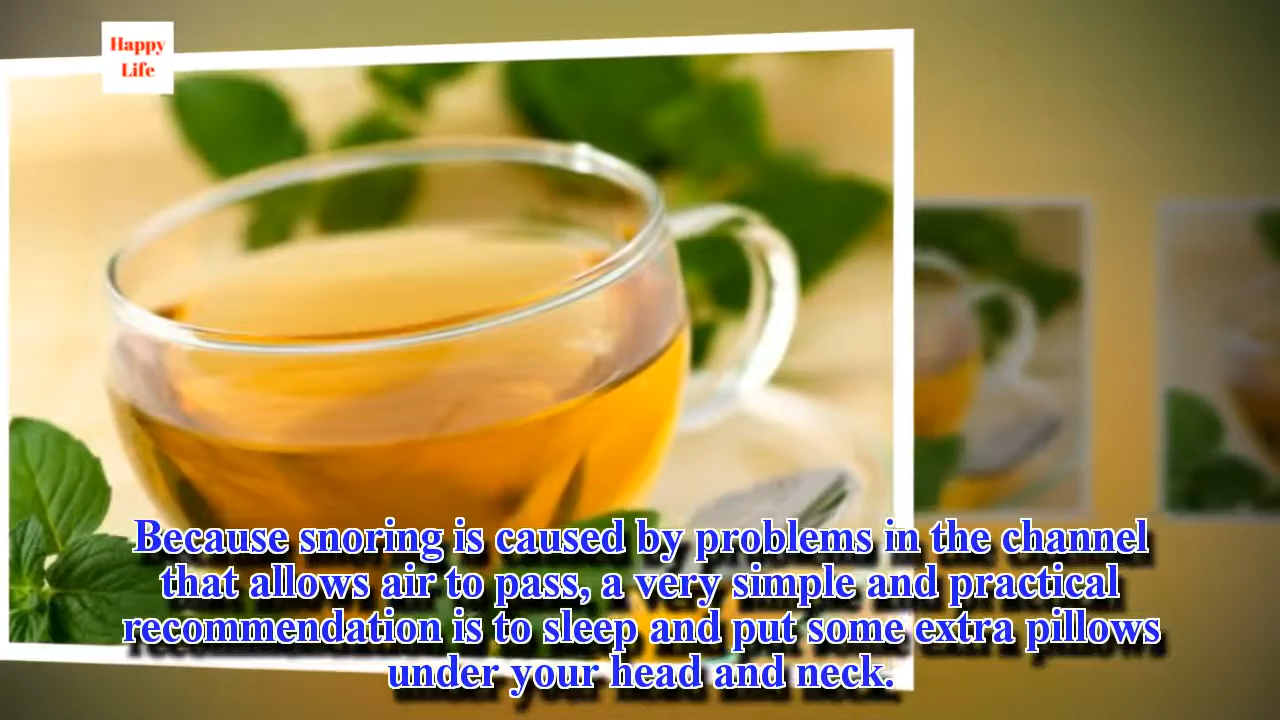 Happy
Life
Because snoring is caused by problems in the channel
that allows air to pass, a very simple and practical
recommendation is to sleep and put some extra pillows
under your head and neck.